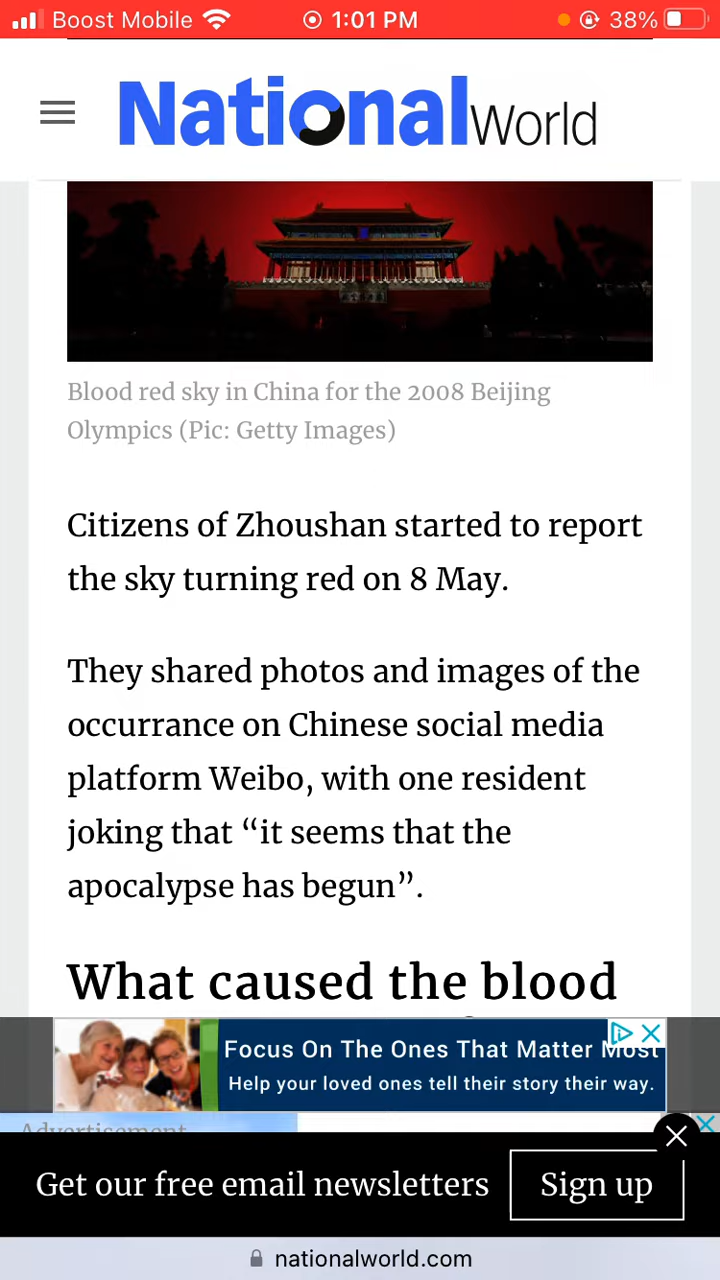 Boost Mobile 1:01 PM 38%
NationalWorld
Blood red sky in China for the 2008 Beijing
Olympics (Pic: Getty Images)
Citizens of Zhoushan started to report
the sky turning red on 8 May.
They shared photos and images of the
occurrance on Chinese social media
platform Weibo, with one resident
joking that “it seems that the
apocalypse has begun”.
What caused the blood
Focus On The Ones That Matter Most
Help your loved ones tell their story their way.
Advertisement
Get our free email newsletters
Sign up
nationalworld.com